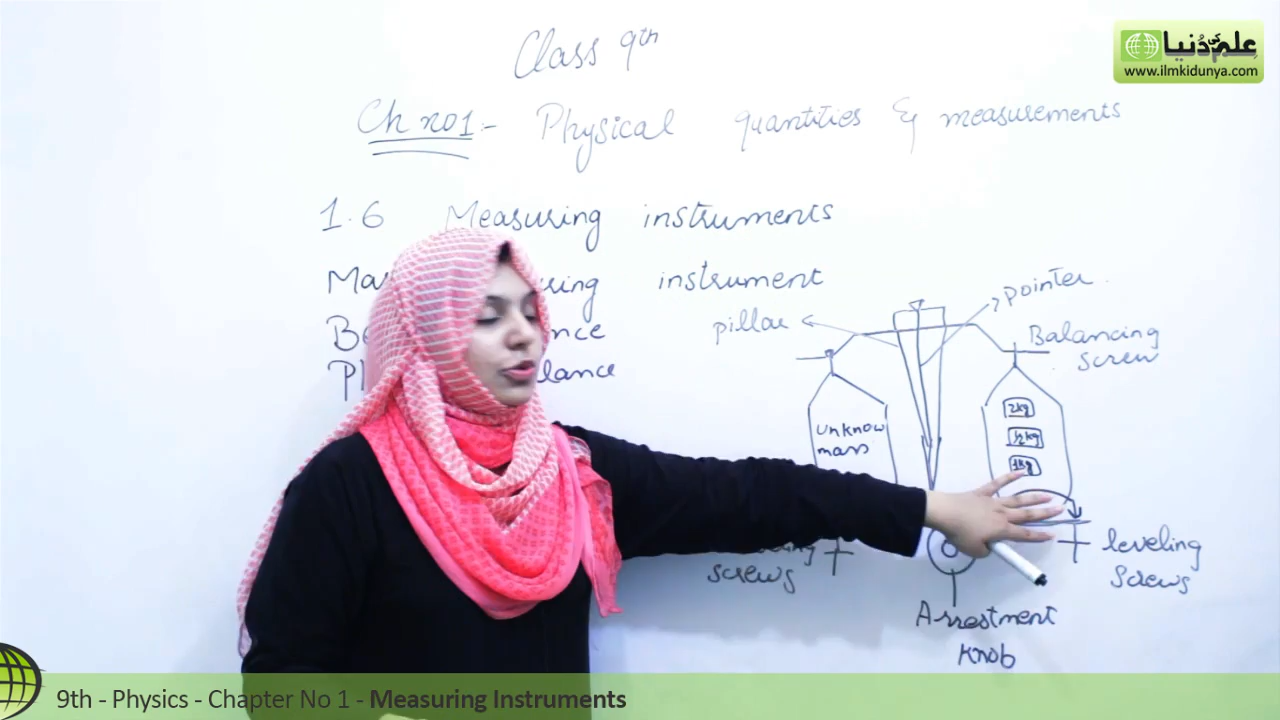 علم کی دُنیا
www.ilmkidunya.com
Class 9th
Ch no1:- Physical quantities & measurements
1.6 Measuring instruments
instrument
pointer
pillar
Balancing
screw
unknow
mass
2kg
1/2kg
1kg
leveling
screws
screws
Arrestment
Knob
9th - Physics - Chapter No 1 - Measuring Instruments